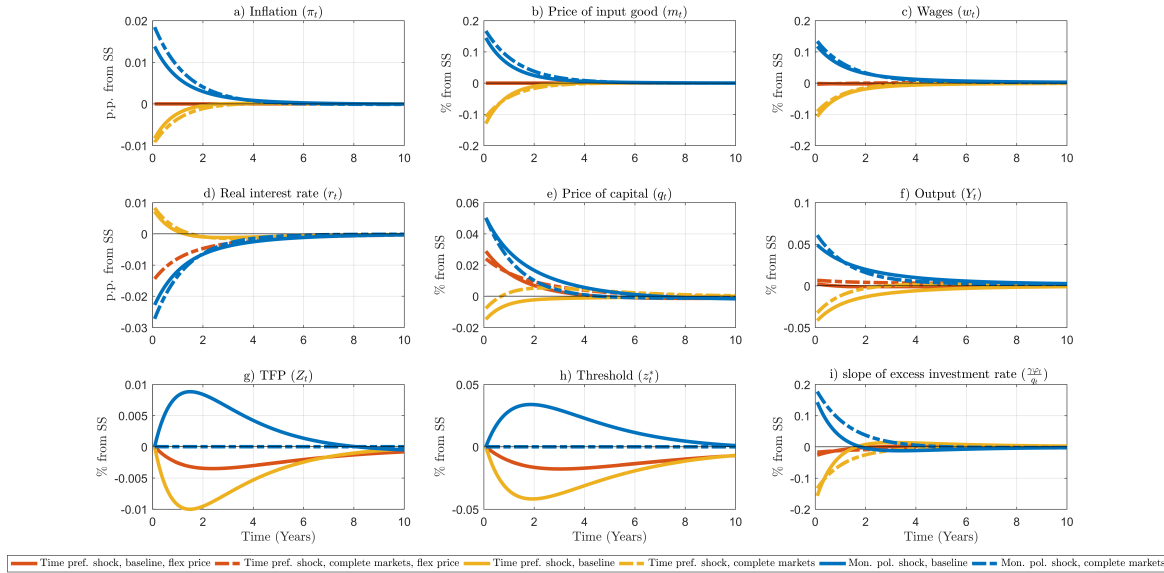 a) Inflation (πt)
b) Price of input good (mt)
c) Wages (wt)
p.p. from SS
0.02
0.01
0
-0.01
0 2 4 6 8 10
% from SS
0.2
0.1
0
-0.1
-0.2
0 2 4 6 8 10
% from SS
0.2
0.1
0
-0.1
-0.2
0 2 4 6 8 10
d) Real interest rate (rt)
e) Price of capital (qt)
f) Output (Yt)
p.p. from SS
0.01
0
-0.01
-0.02
-0.03
0 2 4 6 8 10
% from SS
0.06
0.04
0.02
0
-0.02
0 2 4 6 8 10
% from SS
0.1
0.05
0
-0.05
0 2 4 6 8 10
g) TFP (Zt)
h) Threshold (z*t)
i) slope of excess investment rate (γφt/qt)
% from SS
0.01
0.005
0
-0.005
-0.01
0 2 4 6 8 10
Time (Years)
% from SS
0.05
0
-0.05
0 2 4 6 8 10
Time (Years)
% from SS
0.2
0.1
0
-0.1
-0.2
0 2 4 6 8 10
Time (Years)
Time pref. shock, baseline, flex price Time pref. shock, complete markets, flex price Time pref. shock, baseline Time pref. shock, complete markets Mon. pol. shock, baseline Mon. pol. shock, complete markets